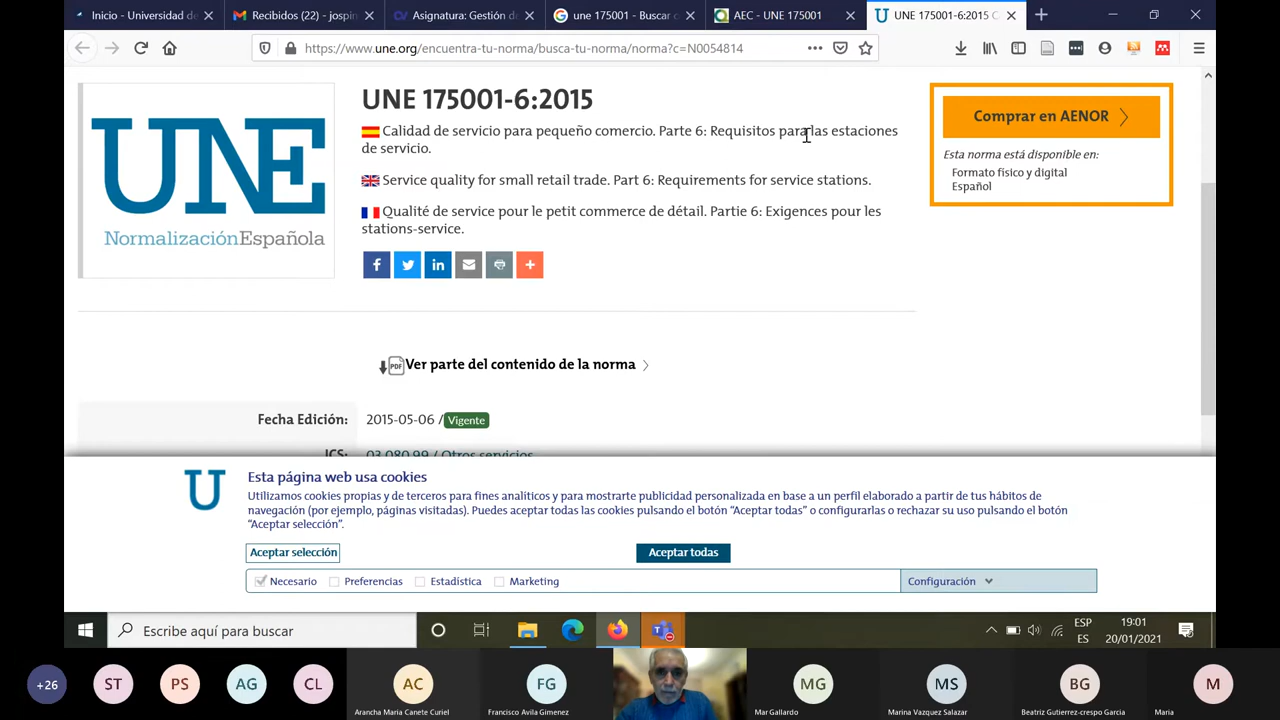 Inicio - Universidad d
Recibidos (22) - jospin
Asignatura: Gestión de
une 175001 - Buscar c
AEC - UNE 175001
UNE 175001-6:2015 C
https://www.une.org/encuentra-tu-norma/busca-tu-norma/norma?c=N0054814
UNE
NormalizaciónEspañola
UNE 175001-6:2015
Calidad de servicio para pequeño comercio. Parte 6: Requisitos para las estaciones
de servicio.
Service quality for small retail trade. Part 6: Requirements for service stations.
Qualité de service pour le petit commerce de détail. Partie 6: Exigences pour les
stations-service.
Comprar en AENOR
Esta norma está disponible en:
Formato físico y digital
Español
PDF
Ver parte del contenido de la norma
Fecha Edición:
2015-05-06 / Vigente
ICS:
03.080.99 / Otros servicios
U
Esta página web usa cookies
Utilizamos cookies propias y de terceros para fines analíticos y para mostrarte publicidad personalizada en base a un perfil elaborado a partir de tus hábitos de
navegación (por ejemplo, páginas visitadas). Puedes aceptar todas las cookies pulsando el botón “Aceptar todas” o configurarlas o rechazar su uso pulsando el botón
“Aceptar selección”.
Aceptar selección
Aceptar todas
Necesario
Preferencias
Estadística
Marketing
Configuración
Escribe aquí para buscar
ESP
ES
19:01
20/01/2021
+26
ST
PS
AG
CL
AC
Arancha Maria Canete Curiel
FG
Francisco Avila Gimenez
MG
Mar Gallardo
MS
Marina Vazquez Salazar
BG
Beatriz Gutierrez-crespo Garcia
M
Maria